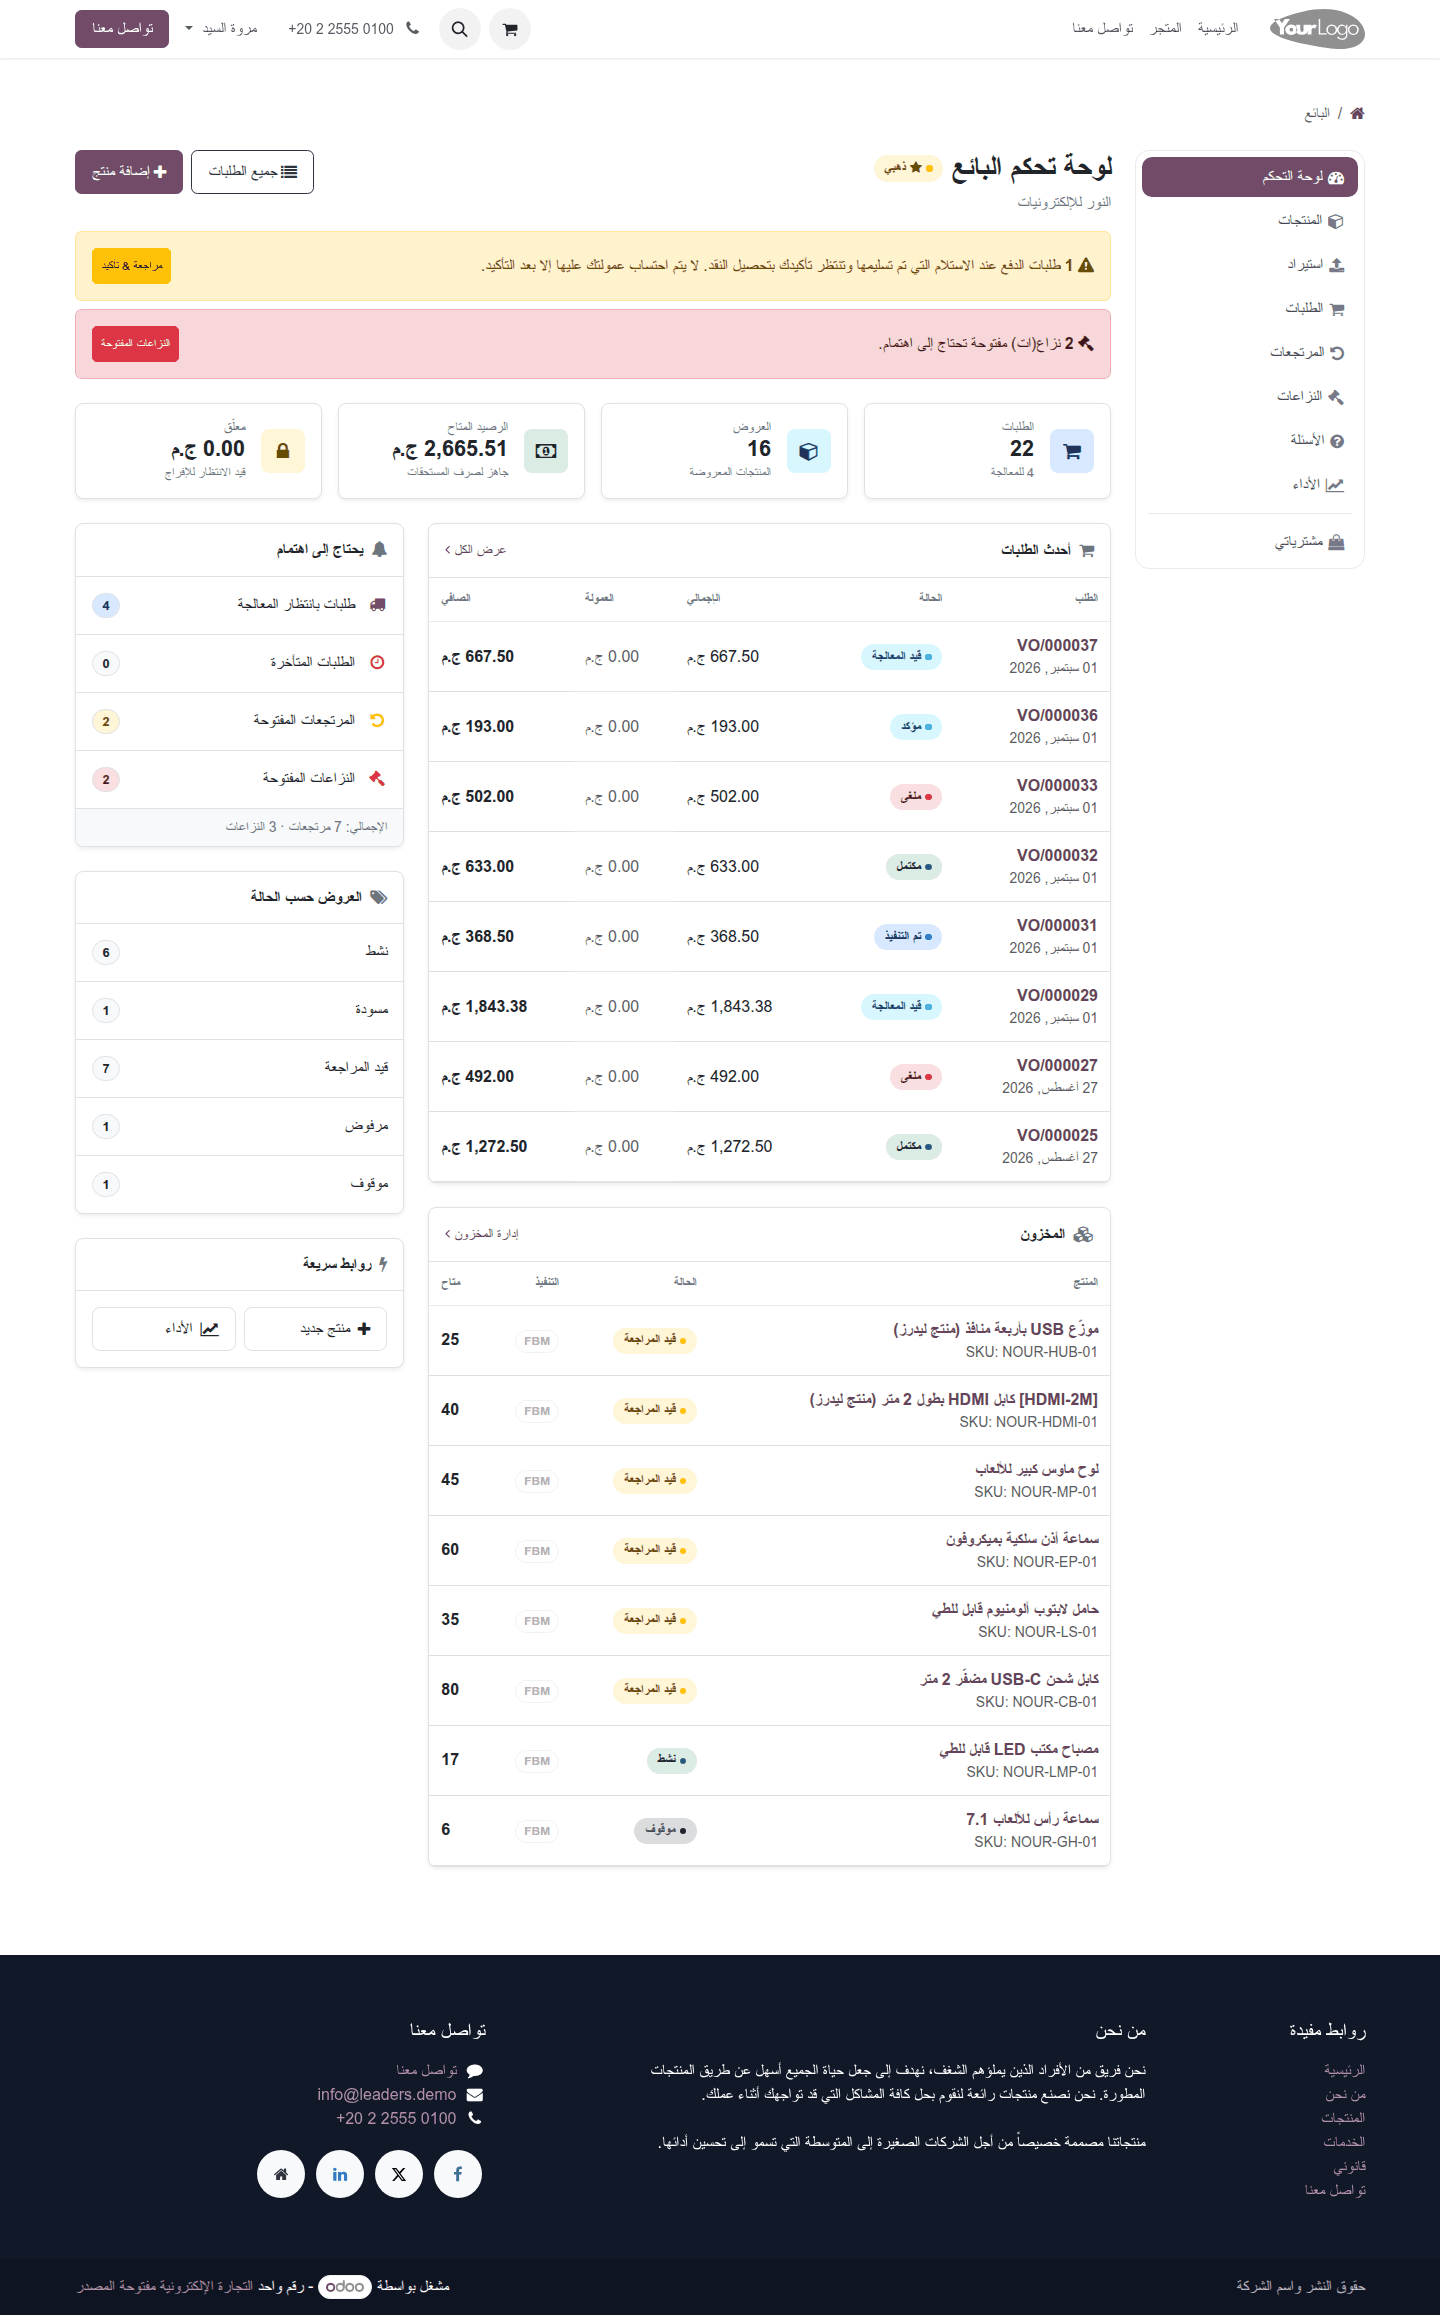 YourLogo
الرئيسية
المتجر
تواصل معنا
+20 2 2555 0100
مروة السيد
تواصل معنا
/ البائع
لوحة التحكم
المنتجات
استيراد
الطلبات
المرتجعات
النزاعات
الأسئلة
الأداء
مشترياتي
لوحة تحكم البائع
ذهبي
النور للإلكترونيات
جميع الطلبات
إضافة منتج
1 طلبات الدفع عند الاستلام التي تم تسليمها وتنتظر تأكيدك بتحصيل النقد. لا يتم احتساب عمولتك عليها إلا بعد التأكيد.
مراجعة & تأكيد
2 نزاع(ات) مفتوحة تحتاج إلى اهتمام.
النزاعات المفتوحة
الطلبات
22
4 للمعالجة
العروض
16
المنتجات المعروضة
الرصيد المتاح
2,665.51 ج.م
جاهز لصرف المستحقات
معلّق
0.00 ج.م
قيد الانتظار للإفراج
أحدث الطلبات
عرض الكل
الطلب الحالة الإجمالي العمولة الصافي
VO/000037
01 سبتمبر, 2026
قيد المعالجة 667.50 ج.م 0.00 ج.م 667.50 ج.م
VO/000036
01 سبتمبر, 2026
مؤكد 193.00 ج.م 0.00 ج.م 193.00 ج.م
VO/000033
01 سبتمبر, 2026
ملغى 502.00 ج.م 0.00 ج.م 502.00 ج.م
VO/000032
01 سبتمبر, 2026
مكتمل 633.00 ج.م 0.00 ج.م 633.00 ج.م
VO/000031
01 سبتمبر, 2026
تم التنفيذ 368.50 ج.م 0.00 ج.م 368.50 ج.م
VO/000029
01 سبتمبر, 2026
قيد المعالجة 1,843.38 ج.م 0.00 ج.م 1,843.38 ج.م
VO/000027
27 أغسطس, 2026
ملغى 492.00 ج.م 0.00 ج.م 492.00 ج.م
VO/000025
27 أغسطس, 2026
مكتمل 1,272.50 ج.م 0.00 ج.م 1,272.50 ج.م
المخزون
إدارة المخزون
المنتج الحالة التنفيذ متاح
موزّع USB بأربعة منافذ (منتج ليدرز)
SKU: NOUR-HUB-01
قيد المراجعة FBM 25
[HDMI-2M] كابل HDMI بطول 2 متر (منتج ليدرز)
SKU: NOUR-HDMI-01
قيد المراجعة FBM 40
لوح ماوس كبير للألعاب
SKU: NOUR-MP-01
قيد المراجعة FBM 45
سماعة أذن سلكية بميكروفون
SKU: NOUR-EP-01
قيد المراجعة FBM 60
حامل لابتوب ألومنيوم قابل للطي
SKU: NOUR-LS-01
قيد المراجعة FBM 35
كابل شحن USB-C مضفّر 2 متر
SKU: NOUR-CB-01
قيد المراجعة FBM 80
مصباح مكتب LED قابل للطي
SKU: NOUR-LMP-01
نشط FBM 17
سماعة رأس للألعاب 7.1
SKU: NOUR-GH-01
موقوف FBM 6
يحتاج إلى اهتمام
طلبات بانتظار المعالجة 4
الطلبات المتأخرة 0
المرتجعات المفتوحة 2
النزاعات المفتوحة 2
الإجمالي: 7 مرتجعات · 3 النزاعات
العروض حسب الحالة
نشط 6
مسودة 1
قيد المراجعة 7
مرفوض 1
موقوف 1
روابط سريعة
منتج جديد
الأداء
روابط مفيدة
الرئيسية
من نحن
المنتجات
الخدمات
قانوني
تواصل معنا
من نحن
نحن فريق من الأفراد الذين يملؤهم الشغف، نهدف إلى جعل حياة الجميع أسهل عن طريق المنتجات
المطورة. نحن نصنع منتجات رائعة لنقوم بحل كافة المشاكل التي قد تواجهك أثناء عملك.
منتجاتنا مصممة خصيصاً من أجل الشركات الصغيرة إلى المتوسطة التي تسمو إلى تحسين أدائها.
تواصل معنا
تواصل معنا
info@leaders.demo
+20 2 2555 0100
حقوق النشر واسم الشركة
مشغل بواسطة odoo - رقم واحد التجارة الإلكترونية مفتوحة المصدر